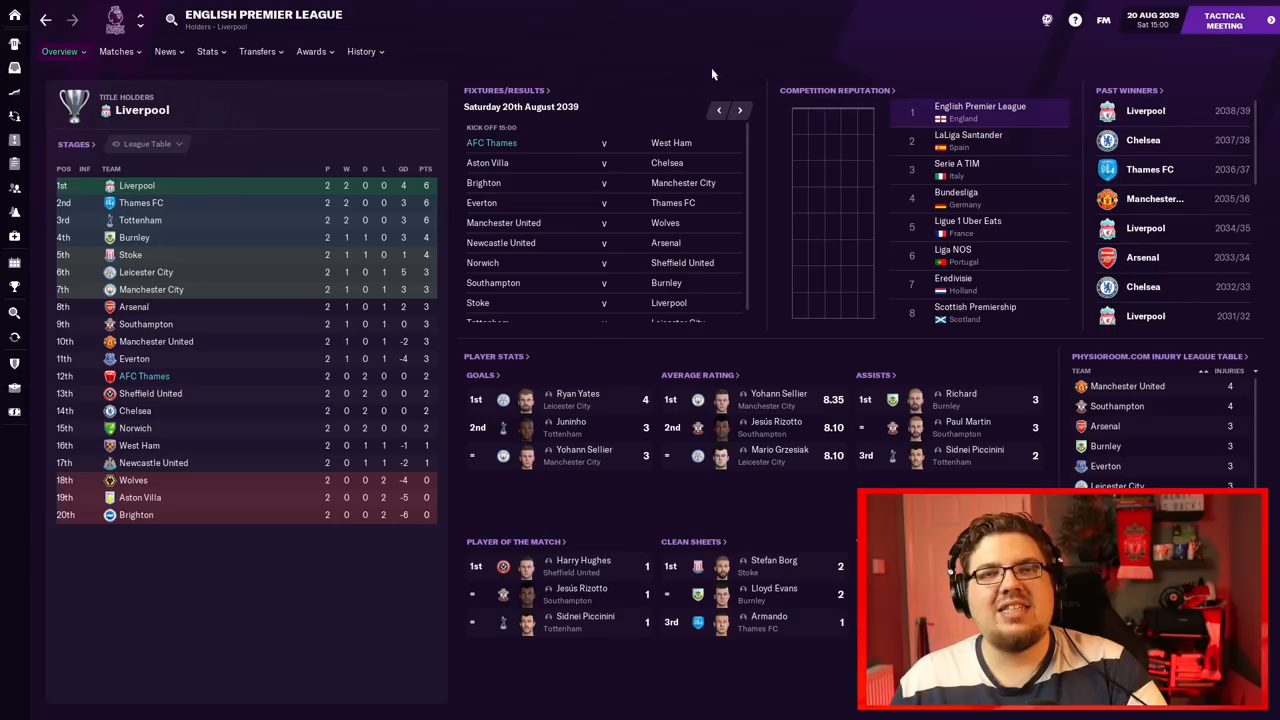 ENGLISH PREMIER LEAGUE
Holders - Liverpool
FM
20 AUG 2039
Sat 15:00
TACTICAL
MEETING
Overview
Matches
News
Stats
Transfers
Awards
History
TITLE HOLDERS
Liverpool
STAGES
League Table
POS INF TEAM P W D L GD PTS
1st Liverpool 2 2 0 0 4 6
2nd Thames FC 2 2 0 0 3 6
3rd Tottenham 2 2 0 0 3 6
4th Burnley 2 1 1 0 3 4
5th Stoke 2 1 1 0 1 4
6th Leicester City 2 1 0 1 5 3
7th Manchester City 2 1 0 1 3 3
8th Arsenal 2 1 0 1 2 3
9th Southampton 2 1 0 1 0 3
10th Manchester United 2 1 0 1 -2 3
11th Everton 2 1 0 1 -4 3
12th AFC Thames 2 0 2 0 0 2
13th Sheffield United 2 0 2 0 0 2
14th Chelsea 2 0 2 0 0 2
15th Norwich 2 0 2 0 0 2
16th West Ham 2 0 1 1 -1 1
17th Newcastle United 2 0 1 1 -2 1
18th Wolves 2 0 0 2 -4 0
19th Aston Villa 2 0 0 2 -5 0
20th Brighton 2 0 0 2 -6 0
FIXTURES/RESULTS
Saturday 20th August 2039
KICK OFF 15:00
AFC Thames v West Ham
Aston Villa v Chelsea
Brighton v Manchester City
Everton v Thames FC
Manchester United v Wolves
Newcastle United v Arsenal
Norwich v Sheffield United
Southampton v Burnley
Stoke v Liverpool
Tottenham v Leicester City
COMPETITION REPUTATION
1 English Premier League
England
2 LaLiga Santander
Spain
3 Serie A TIM
Italy
4 Bundesliga
Germany
5 Ligue 1 Uber Eats
France
6 Liga NOS
Portugal
7 Eredivisie
Holland
8 Scottish Premiership
Scotland
PAST WINNERS
Liverpool 2038/39
Chelsea 2037/38
Thames FC 2036/37
Manchester... 2035/36
Liverpool 2034/35
Arsenal 2033/34
Chelsea 2032/33
Liverpool 2031/32
PLAYER STATS
GOALS
1st Ryan Yates 4
Leicester City
2nd Juninho 3
Tottenham
= Yohann Sellier 3
Manchester City
AVERAGE RATING
1st Yohann Sellier 8.35
Manchester City
2nd Jesús Rizotto 8.10
Southampton
= Mario Grzesiak 8.10
Leicester City
ASSISTS
1st Richard 3
Burnley
= Paul Martin 3
Southampton
3rd Sidnei Piccinini 2
Tottenham
PHYSIOROOM.COM INJURY LEAGUE TABLE
TEAM INJURIES
Manchester United 4
Southampton 4
Arsenal 3
Burnley 3
Everton 3
Leicester City 3
PLAYER OF THE MATCH
1st Harry Hughes 1
Sheffield United
= Jesús Rizotto 1
Southampton
= Sidnei Piccinini 1
Tottenham
CLEAN SHEETS
1st Stefan Borg 2
Stoke
= Lloyd Evans 2
Burnley
3rd Armando 1
Thames FC